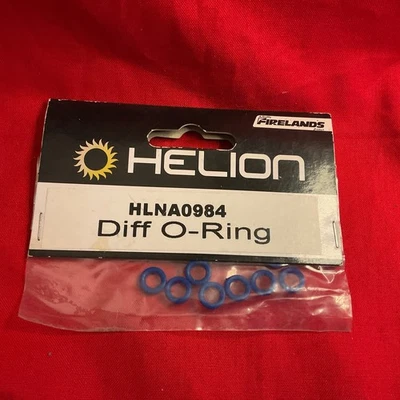 FIRELANDS
HELION
HLNA0984
Diff O-Ring